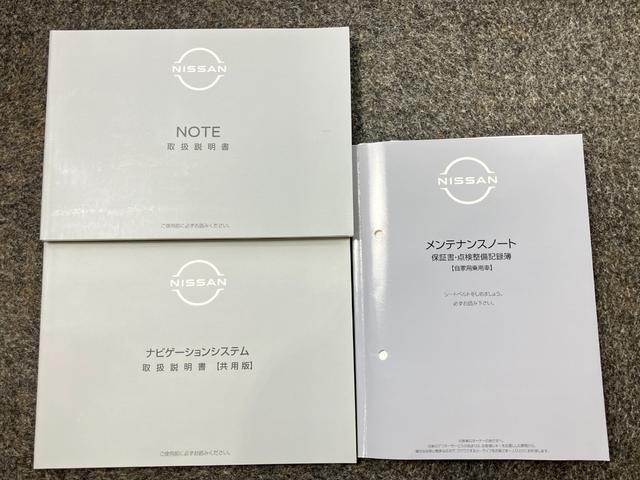 NISSAN
NOTE
取扱説明書
ご使用前に必ずお読みください。
NISSAN
ナビゲーションシステム
取扱説明書 [共用版]
ご使用前に必ずお読みください。
NISSAN
メンテナンスノート
保証書・点検整備記録簿
【自家用乗用車】
シートベルトをしめましょう。
必ずお読み下さい。